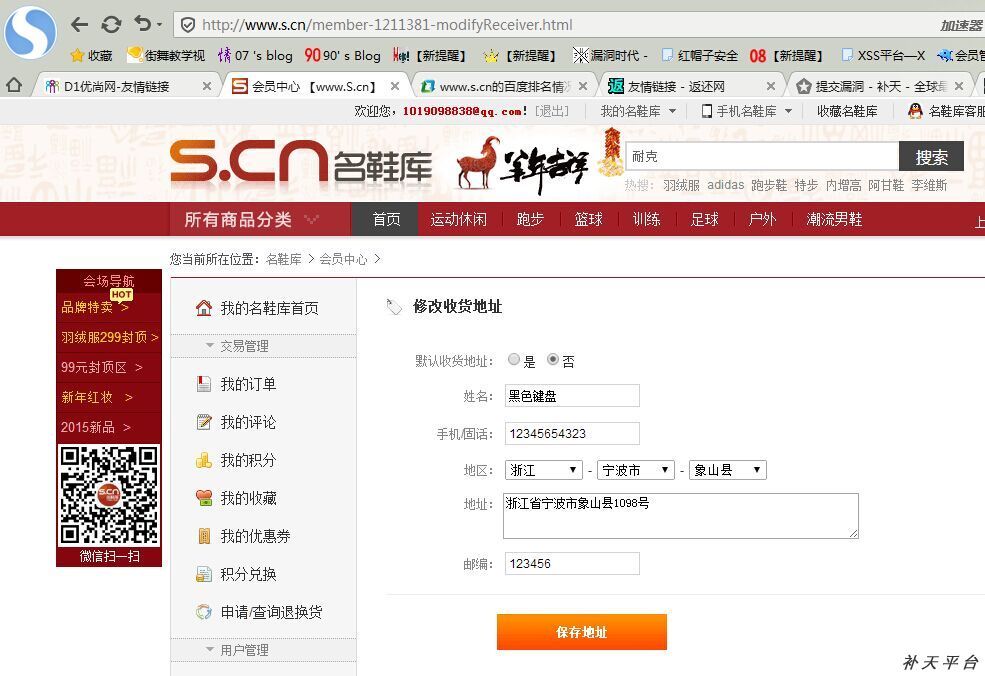 http://www.s.cn/member-1211381-modifyReceiver.html
加速器
收藏 街舞教学视 07 's blog 90' s Blog 【新提醒】 【新提醒】 漏洞时代 - 红帽子安全 【新提醒】 XSS平台—X 会员管
D1优尚网-友情链接 会员中心 【www.S.cn】 www.s.cn的百度排名情况 友情链接 - 返还网 提交漏洞 - 补天 - 全球最
欢迎您，1019098838@qq.com! [退出] 我的名鞋库 手机名鞋库 收藏名鞋库 名鞋库客服
s.cn名鞋库
羊年吉祥
耐克
搜索
热搜: 羽绒服 adidas 跑步鞋 特步 内增高 阿甘鞋 李维斯
所有商品分类 首页 运动休闲 跑步 篮球 训练 足球 户外 潮流男鞋 上
您当前所在位置: 名鞋库 > 会员中心 >
会场导航
HOT
品牌特卖 >
羽绒服299封顶 >
99元封顶区 >
新年红妆 >
2015新品 >
S.CN
微信扫一扫
我的名鞋库首页
交易管理
我的订单
我的评论
我的积分
我的收藏
我的优惠券
积分兑换
申请/查询退换货
用户管理
修改收货地址
默认收货地址: 是 否
姓名: 黑色键盘
手机/固话: 12345654323
地区: 浙江 - 宁波市 - 象山县
地址: 浙江省宁波市象山县1098号
邮编: 123456
保存地址
补天平台